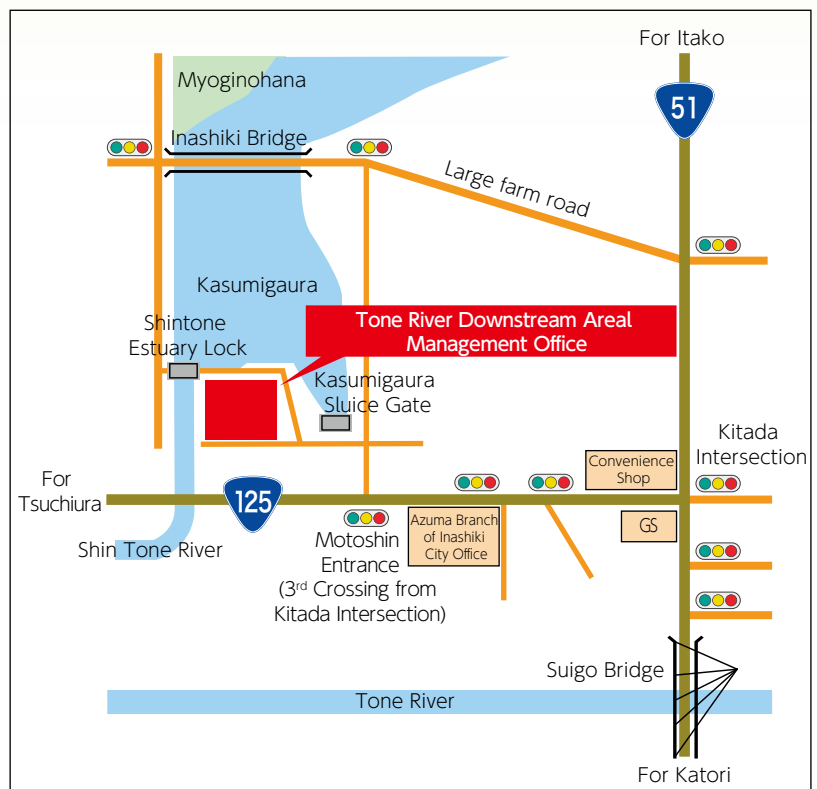 For Itako
Myoginohana
51
Inashiki Bridge
Large farm road
Kasumigaura
Shintone
Estuary Lock
Tone River Downstream Areal
Management Office
Kasumigaura
Sluice Gate
Kitada
Intersection
Convenience
Shop
For
Tsuchiura
125
Azuma Branch
of Inashiki
City Office
GS
Shin Tone River
Motoshin
Entrance
(3rd Crossing from
Kitada Intersection)
Suigo Bridge
Tone River
For Katori